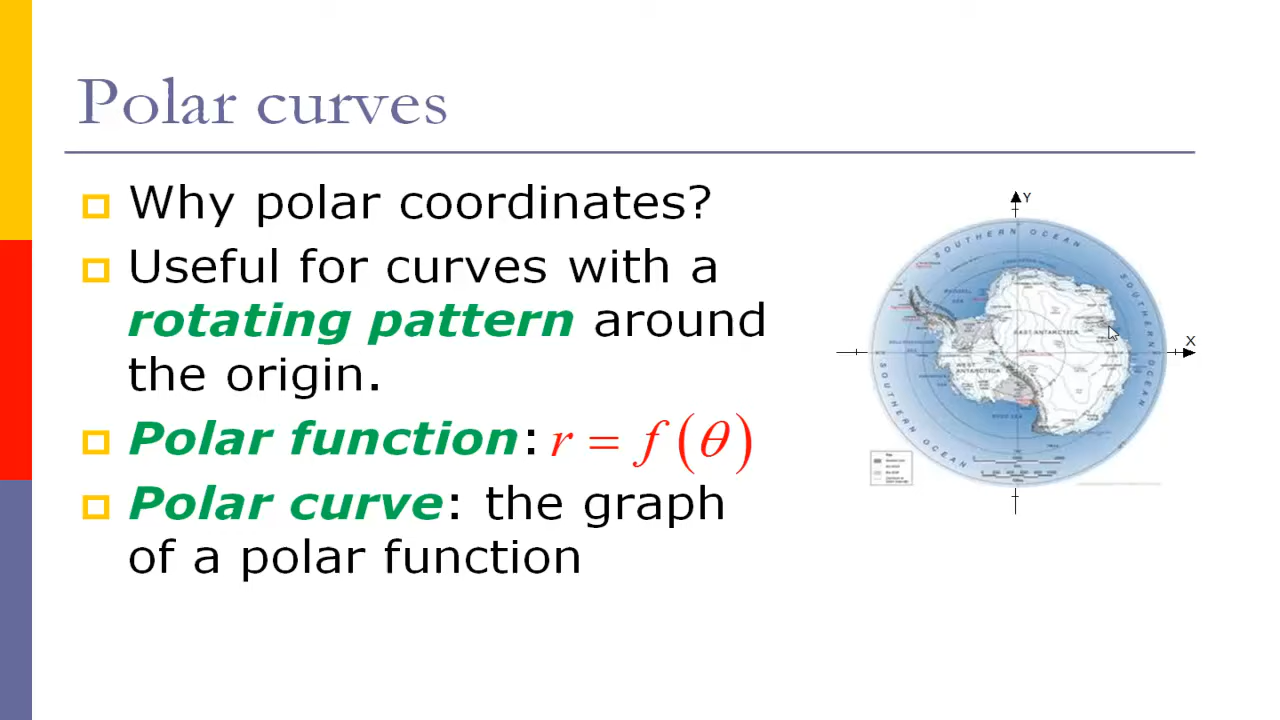 Polar curves
Why polar coordinates?
Useful for curves with a
rotating pattern around
the origin.
Polar function: r = f(θ)
Polar curve: the graph
of a polar function
Y
X
SOUTHERN OCEAN
SOUTHERN OCEAN
SOUTHERN OCEAN
EAST ANTARCTICA
WEST
ANTARCTICA